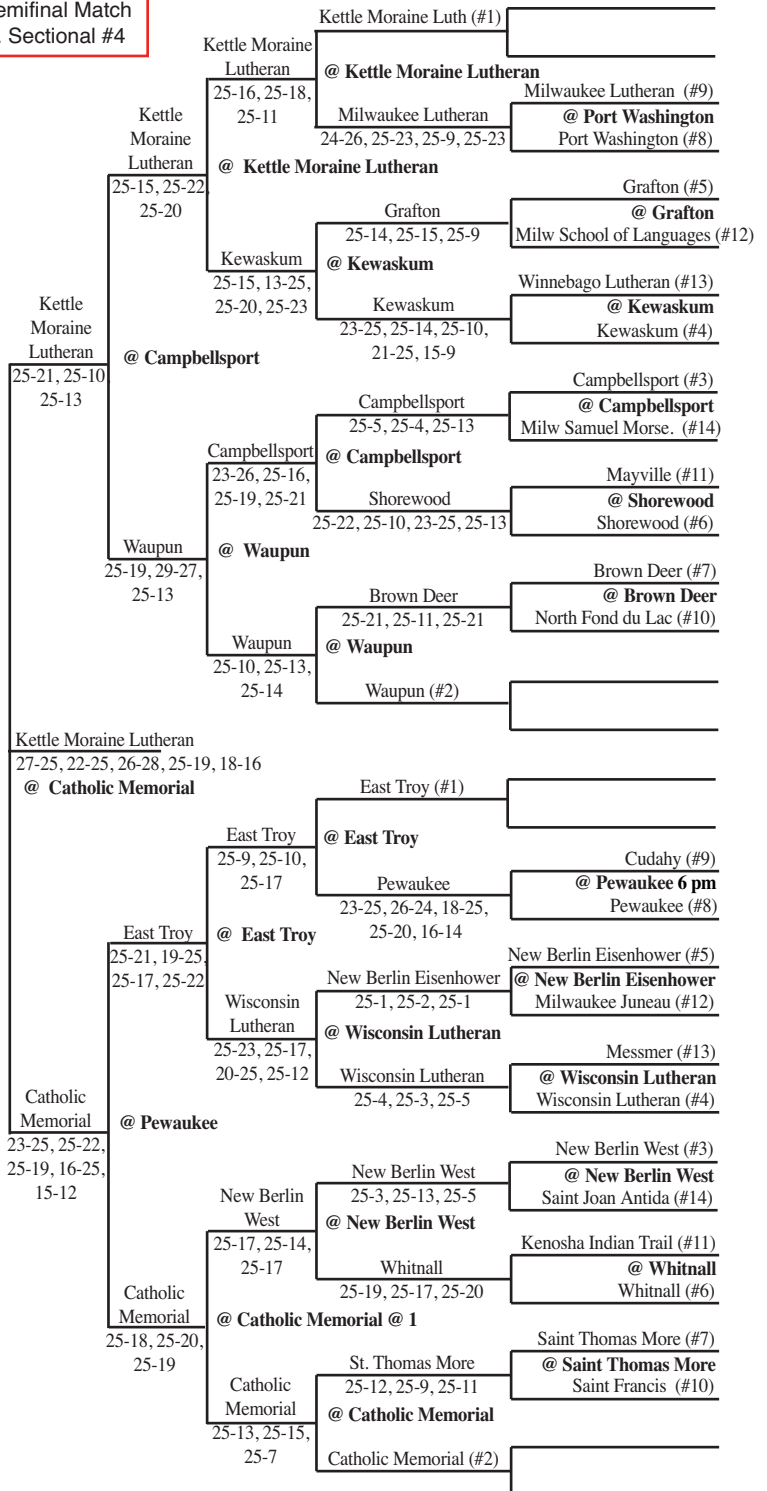 emifinal Match
. Sectional #4
Kettle Moraine Luth (#1)
Kettle Moraine
Lutheran
25-16, 25-18,
25-11
@ Kettle Moraine Lutheran
Milwaukee Lutheran (#9)
@ Port Washington
Port Washington (#8)
Milwaukee Lutheran
24-26, 25-23, 25-9, 25-23
Kettle
Moraine
Lutheran
25-15, 25-22,
25-20
@ Kettle Moraine Lutheran
Grafton (#5)
@ Grafton
Milw School of Languages (#12)
Grafton
25-14, 25-15, 25-9
Kewaskum
25-15, 13-25,
25-20, 25-23
@ Kewaskum
Winnebago Lutheran (#13)
@ Kewaskum
Kewaskum (#4)
Kewaskum
23-25, 25-14, 25-10,
21-25, 15-9
Kettle
Moraine
Lutheran
25-21, 25-10
25-13
@ Campbellsport
Campbellsport (#3)
@ Campbellsport
Milw Samuel Morse. (#14)
Campbellsport
25-5, 25-4, 25-13
Campbellsport
23-26, 25-16,
25-19, 25-21
@ Campbellsport
Mayville (#11)
@ Shorewood
Shorewood (#6)
Shorewood
25-22, 25-10, 23-25, 25-13
Waupun
25-19, 29-27,
25-13
@ Waupun
Brown Deer (#7)
@ Brown Deer
North Fond du Lac (#10)
Brown Deer
25-21, 25-11, 25-21
Waupun
25-10, 25-13,
25-14
@ Waupun
Waupun (#2)
Kettle Moraine Lutheran
27-25, 22-25, 26-28, 25-19, 18-16
@ Catholic Memorial
East Troy (#1)
East Troy
25-9, 25-10,
25-17
@ East Troy
Cudahy (#9)
@ Pewaukee 6 pm
Pewaukee (#8)
Pewaukee
23-25, 26-24, 18-25,
25-20, 16-14
East Troy
25-21, 19-25,
25-17, 25-22
@ East Troy
New Berlin Eisenhower (#5)
@ New Berlin Eisenhower
Milwaukee Juneau (#12)
New Berlin Eisenhower
25-1, 25-2, 25-1
Wisconsin
Lutheran
25-23, 25-17,
20-25, 25-12
@ Wisconsin Lutheran
Messmer (#13)
@ Wisconsin Lutheran
Wisconsin Lutheran (#4)
Wisconsin Lutheran
25-4, 25-3, 25-5
Catholic
Memorial
23-25, 25-22,
25-19, 16-25,
15-12
@ Pewaukee
New Berlin West (#3)
@ New Berlin West
Saint Joan Antida (#14)
New Berlin West
25-3, 25-13, 25-5
New Berlin
West
25-17, 25-14,
25-17
@ New Berlin West
Kenosha Indian Trail (#11)
@ Whitnall
Whitnall (#6)
Whitnall
25-19, 25-17, 25-20
Catholic
Memorial
25-18, 25-20,
25-19
@ Catholic Memorial @ 1
Saint Thomas More (#7)
@ Saint Thomas More
Saint Francis (#10)
St. Thomas More
25-12, 25-9, 25-11
Catholic
Memorial
25-13, 25-15,
25-7
@ Catholic Memorial
Catholic Memorial (#2)